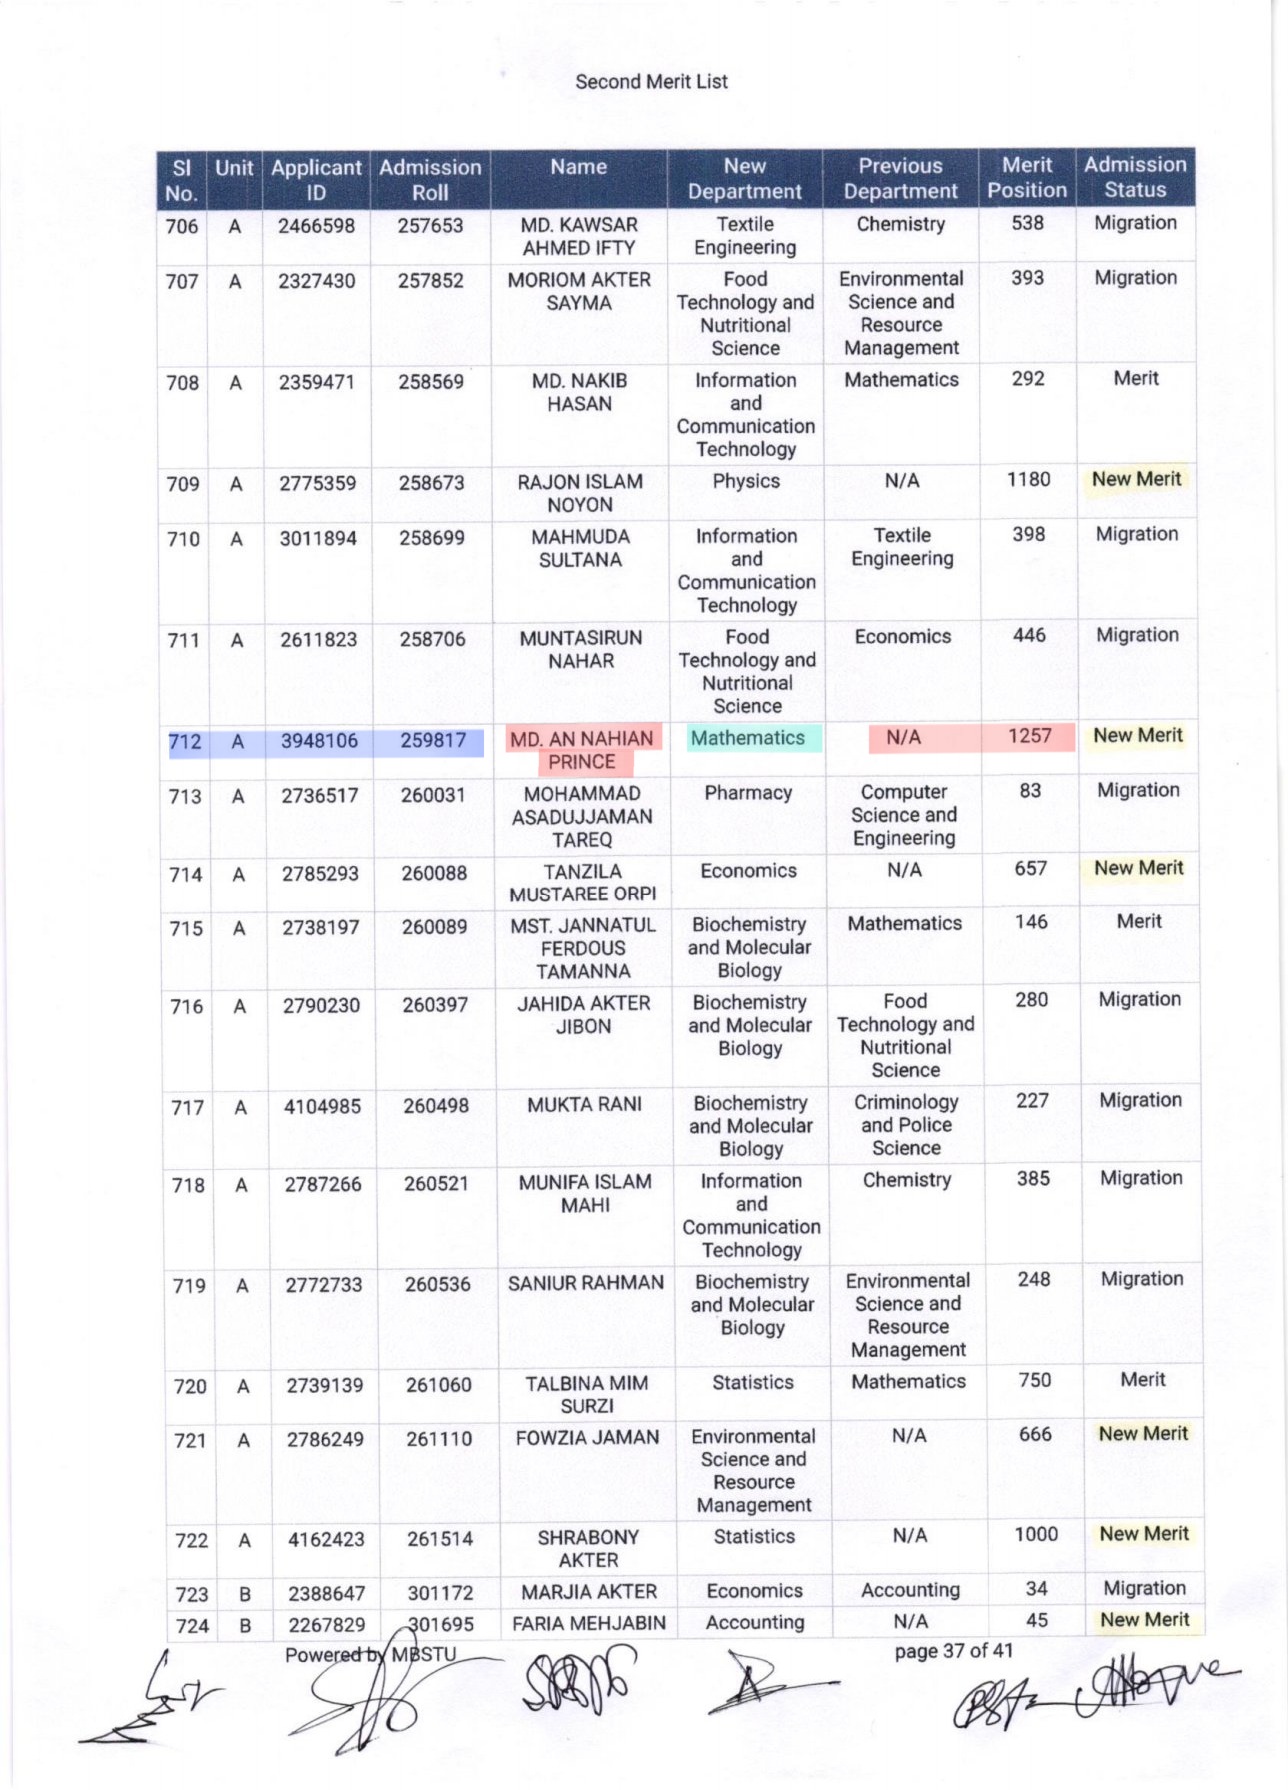 Second Merit List
Sl No. Unit Applicant ID Admission Roll Name New Department Previous Department Merit Position Admission Status
706 A 2466598 257653 MD. KAWSAR AHMED IFTY Textile Engineering Chemistry 538 Migration
707 A 2327430 257852 MORIOM AKTER SAYMA Food Technology and Nutritional Science Environmental Science and Resource Management 393 Migration
708 A 2359471 258569 MD. NAKIB HASAN Information and Communication Technology Mathematics 292 Merit
709 A 2775359 258673 RAJON ISLAM NOYON Physics N/A 1180 New Merit
710 A 3011894 258699 MAHMUDA SULTANA Information and Communication Technology Textile Engineering 398 Migration
711 A 2611823 258706 MUNTASIRUN NAHAR Food Technology and Nutritional Science Economics 446 Migration
712 A 3948106 259817 MD. AN NAHIAN PRINCE Mathematics N/A 1257 New Merit
713 A 2736517 260031 MOHAMMAD ASADUJJAMAN TAREQ Pharmacy Computer Science and Engineering 83 Migration
714 A 2785293 260088 TANZILA MUSTAREE ORPI Economics N/A 657 New Merit
715 A 2738197 260089 MST. JANNATUL FERDOUS TAMANNA Biochemistry and Molecular Biology Mathematics 146 Merit
716 A 2790230 260397 JAHIDA AKTER JIBON Biochemistry and Molecular Biology Food Technology and Nutritional Science 280 Migration
717 A 4104985 260498 MUKTA RANI Biochemistry and Molecular Biology Criminology and Police Science 227 Migration
718 A 2787266 260521 MUNIFA ISLAM MAHI Information and Communication Technology Chemistry 385 Migration
719 A 2772733 260536 SANIUR RAHMAN Biochemistry and Molecular Biology Environmental Science and Resource Management 248 Migration
720 A 2739139 261060 TALBINA MIM SURZI Statistics Mathematics 750 Merit
721 A 2786249 261110 FOWZIA JAMAN Environmental Science and Resource Management N/A 666 New Merit
722 A 4162423 261514 SHRABONY AKTER Statistics N/A 1000 New Merit
723 B 2388647 301172 MARJIA AKTER Economics Accounting 34 Migration
724 B 2267829 301695 FARIA MEHJABIN Accounting N/A 45 New Merit
Powered by MBSTU page 37 of 41